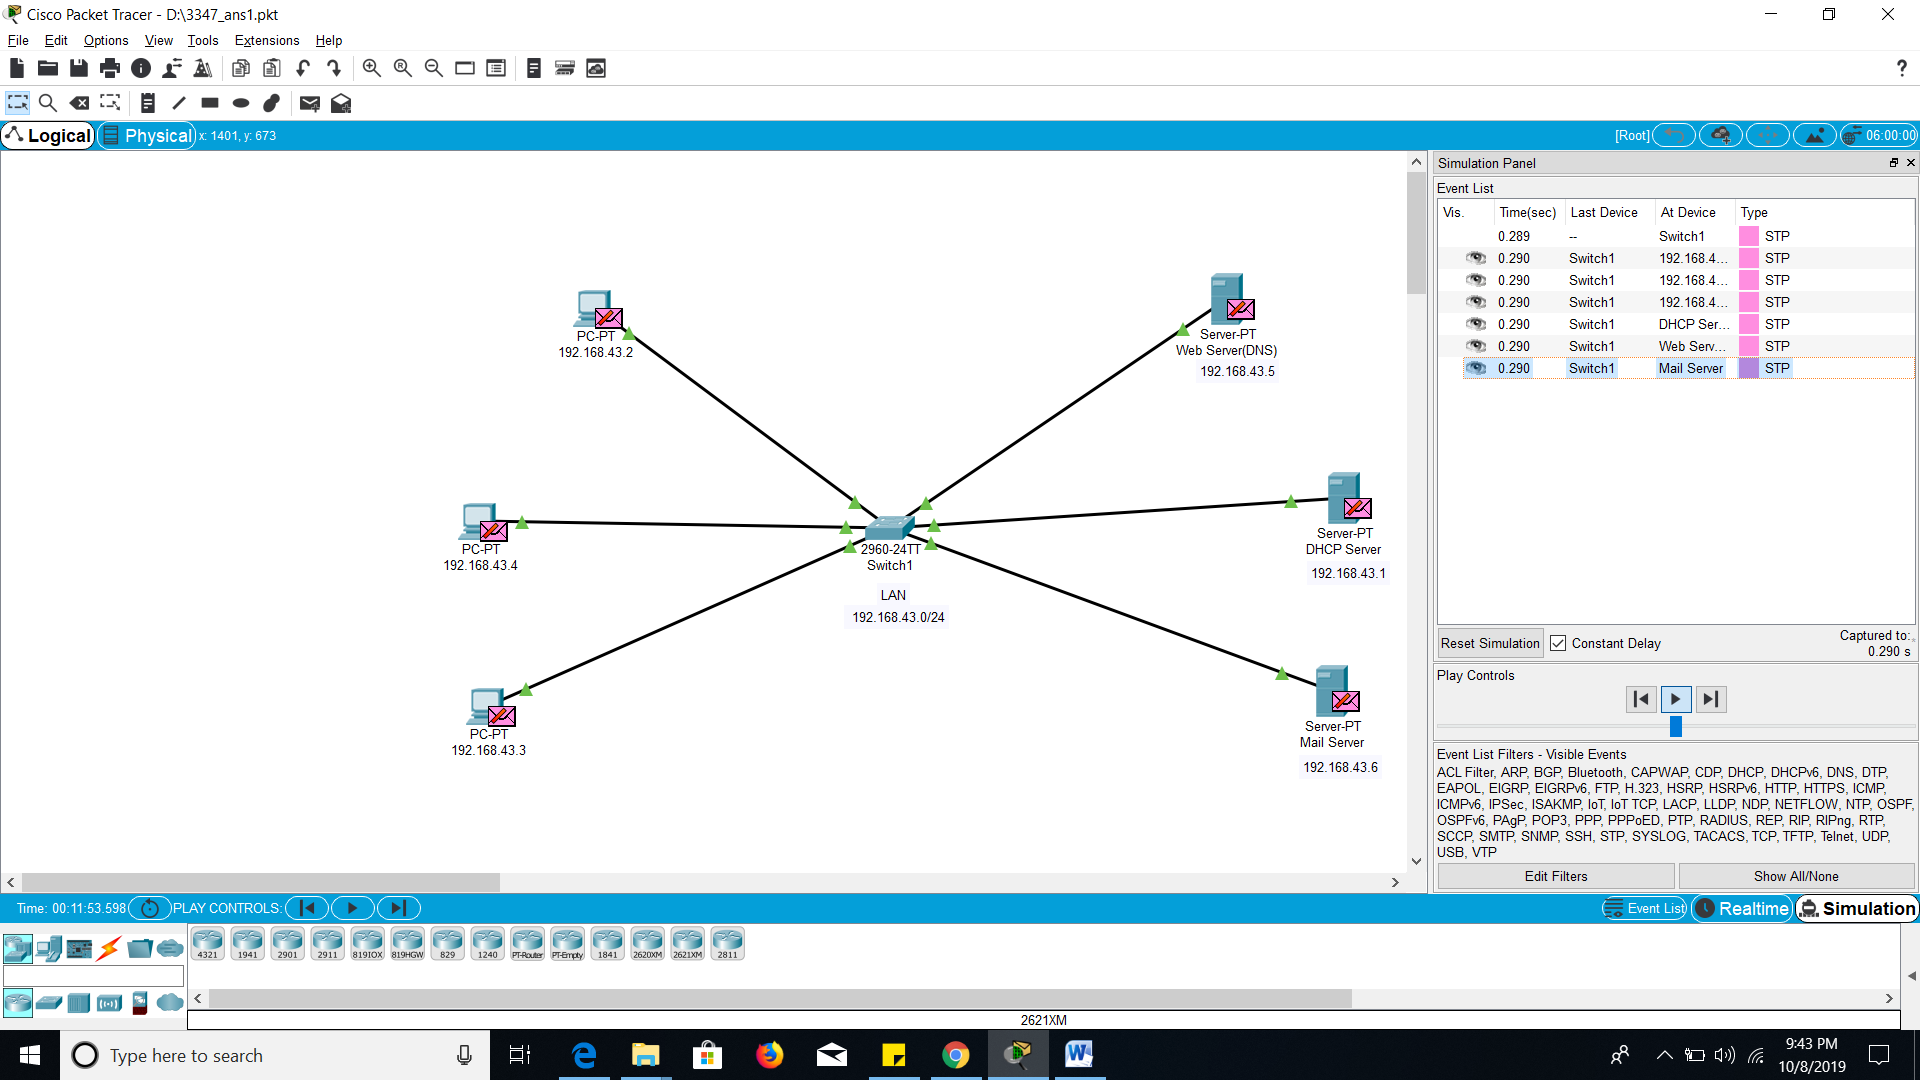 Cisco Packet Tracer - D:\3347_ans1.pkt
File Edit Options View Tools Extensions Help
Logical Physical x: 1401, y: 673 [Root] 06:00:00
PC-PT
192.168.43.2
Server-PT
Web Server(DNS)
192.168.43.5
PC-PT
192.168.43.4
2960-24TT
Switch1
LAN
192.168.43.0/24
Server-PT
DHCP Server
192.168.43.1
PC-PT
192.168.43.3
Server-PT
Mail Server
192.168.43.6
Simulation Panel
Event List
Vis. Time(sec) Last Device At Device Type
0.289 -- Switch1 STP
0.290 Switch1 192.168.4... STP
0.290 Switch1 192.168.4... STP
0.290 Switch1 192.168.4... STP
0.290 Switch1 DHCP Ser... STP
0.290 Switch1 Web Serv... STP
0.290 Switch1 Mail Server STP
Reset Simulation Constant Delay Captured to:
0.290 s
Play Controls
Event List Filters - Visible Events
ACL Filter, ARP, BGP, Bluetooth, CAPWAP, CDP, DHCP, DHCPv6, DNS, DTP,
EAPOL, EIGRP, EIGRPv6, FTP, H.323, HSRP, HSRPv6, HTTP, HTTPS, ICMP,
ICMPv6, IPSec, ISAKMP, IoT, IoT TCP, LACP, LLDP, NDP, NETFLOW, NTP, OSPF,
OSPFv6, PAgP, POP3, PPP, PPPoED, PTP, RADIUS, REP, RIP, RIPng, RTP,
SCCP, SMTP, SNMP, SSH, STP, SYSLOG, TACACS, TCP, TFTP, Telnet, UDP,
USB, VTP
Edit Filters Show All/None
Time: 00:11:53.598 PLAY CONTROLS: Event List Realtime Simulation
4321 1941 2901 2911 819IOX 819HGW 829 1240 PT-Router PT-Empty 1841 2620XM 2621XM 2811
2621XM
Type here to search
9:43 PM
10/8/2019